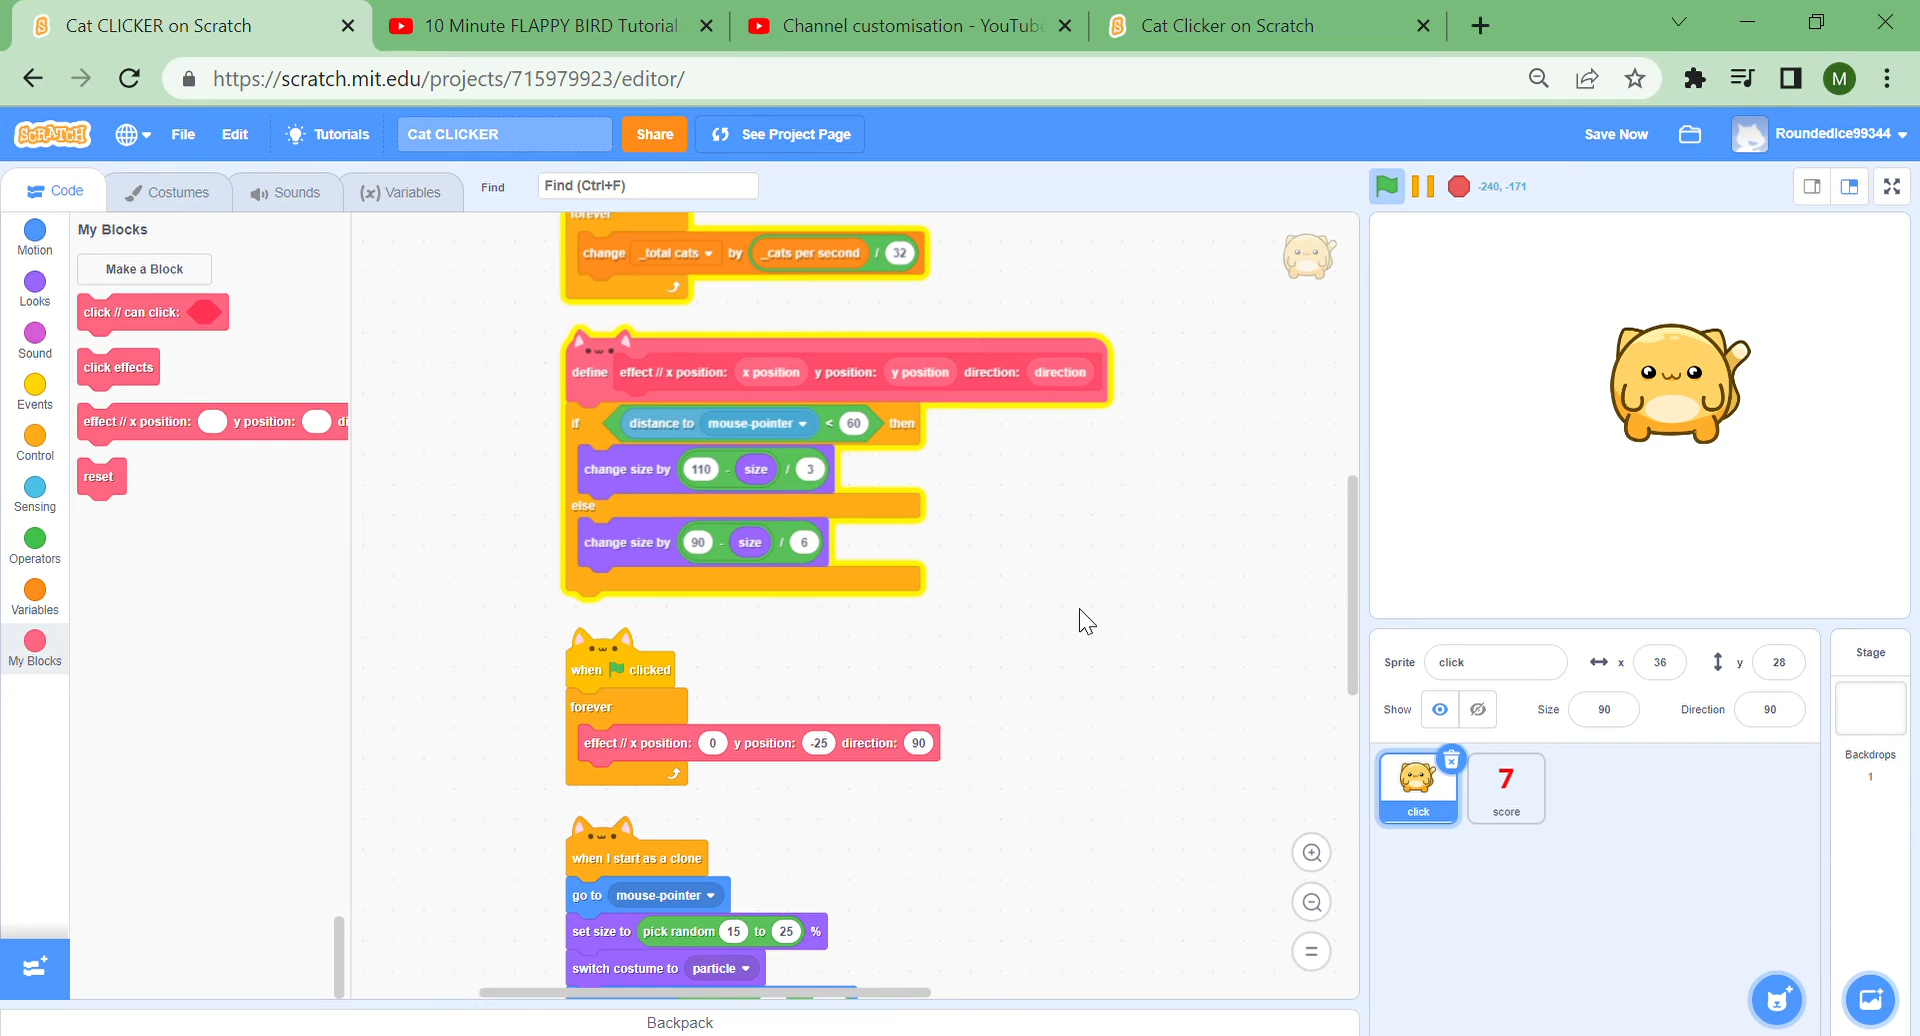 Cat CLICKER on Scratch
10 Minute FLAPPY BIRD Tutorial
Channel customisation - YouTube
Cat Clicker on Scratch
https://scratch.mit.edu/projects/715979923/editor/
M
SCRATCH
File
Edit
Tutorials
Cat CLICKER
Share
See Project Page
Save Now
RoundedIce99344
Code
Costumes
Sounds
(x) Variables
Find
Find (Ctrl+F)
-240, -171
Motion
Looks
Sound
Events
Control
Sensing
Operators
Variables
My Blocks
My Blocks
Make a Block
click // can click:
click effects
effect // x position: y position:
reset
forever
change _total cats by _cats per second / 32
define effect // x position: x position y position: y position direction: direction
if distance to mouse-pointer < 60 then
change size by 110 - size / 3
else
change size by 90 - size / 6
when clicked
forever
effect // x position: 0 y position: -25 direction: 90
when I start as a clone
go to mouse-pointer
set size to pick random 15 to 25 %
switch costume to particle
Backpack
Sprite click x 36 y 28
Show Size 90 Direction 90
click
7
score
Stage
Backdrops
1